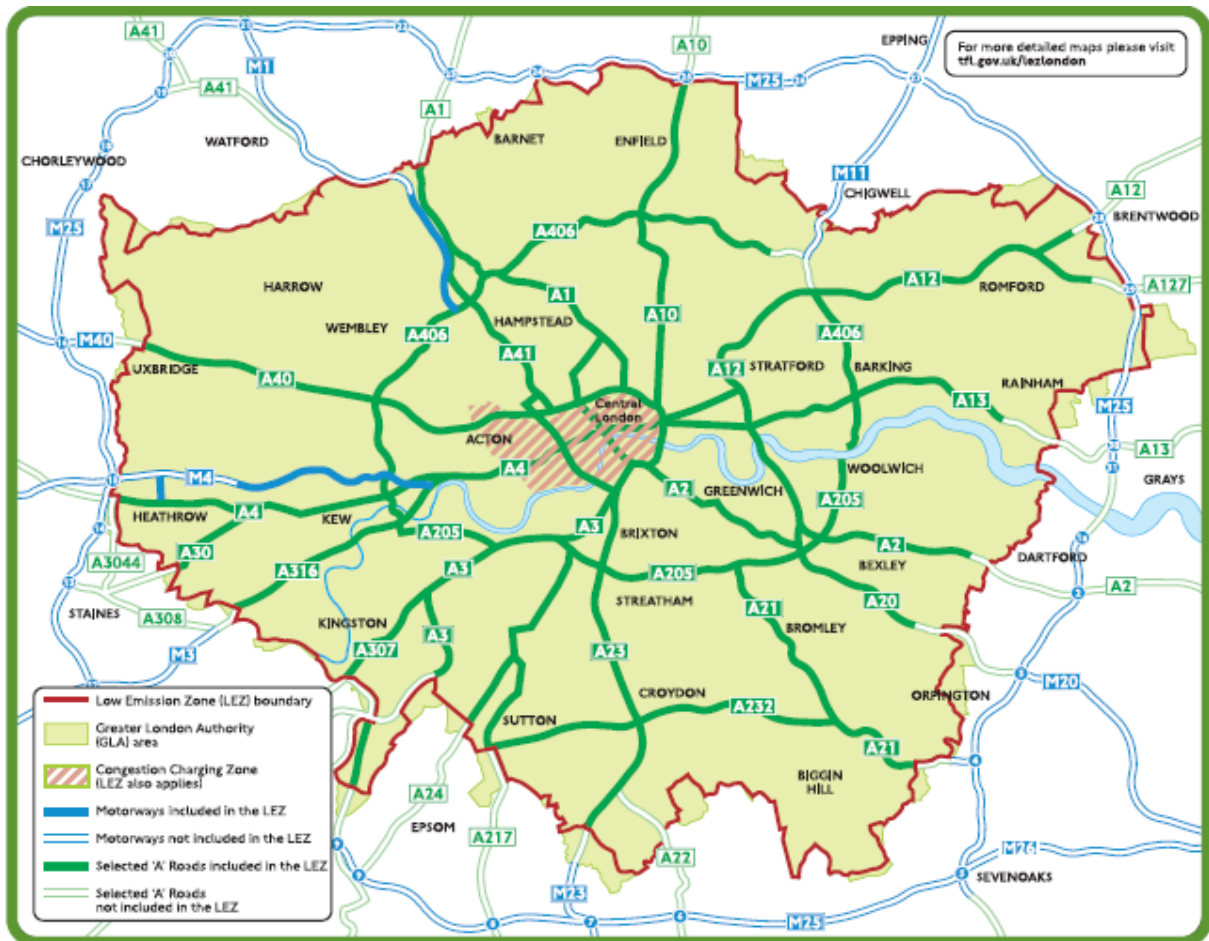 A41
A10
EPPING
For more detailed maps please visit
tfl.gov.uk/lezlondon
M1
M25
A41
A1
WATFORD
BARNET
ENFIELD
CHORLEYWOOD
M11
CHIGWELL
A12
BRENTWOOD
M25
A406
A12
A127
HARROW
A1
ROMFORD
WEMBLEY
A406
HAMPSTEAD
A10
A406
M40
A41
UXBRIDGE
A40
A12
STRATFORD
BARKING
RAINHAM
A13
M25
Central
London
ACTON
A13
M4
A4
WOOLWICH
GRAYS
A2
GREENWICH
A205
HEATHROW
A4
KEW
A205
A3
BRIXTON
A2
A30
DARTFORD
A3044
A316
A3
A205
BEXLEY
A2
STREATHAM
A20
STAINES
A308
KINGSTON
A21
BROMLEY
A3
M3
A307
A23
M20
Low Emission Zone (LEZ) boundary
CROYDON
ORPINGTON
Greater London Authority
(GLA) area
SUTTON
A232
A21
Congestion Charging Zone
(LEZ also applies)
BIGGIN
HILL
A24
Motorways included in the LEZ
EPSOM
Motorways not included in the LEZ
A217
A22
M26
Selected 'A' Roads included in the LEZ
SEVENOAKS
Selected 'A' Roads
not included in the LEZ
M23
M25